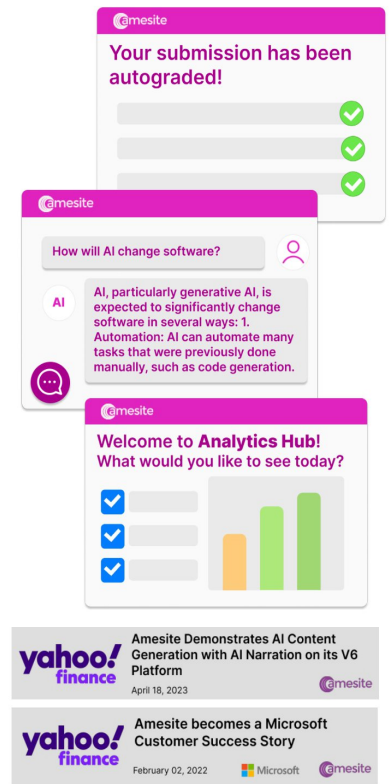 amesite
Your submission has been
autograded!
amesite
How will AI change software?
AI
AI, particularly generative AI, is
expected to significantly change
software in several ways: 1.
Automation: AI can automate many
tasks that were previously done
manually, such as code generation.
amesite
Welcome to Analytics Hub!
What would you like to see today?
yahoo!
finance
Amesite Demonstrates AI Content
Generation with AI Narration on its V6
Platform
April 18, 2023
amesite
yahoo!
finance
Amesite becomes a Microsoft
Customer Success Story
February 02, 2022
Microsoft
amesite